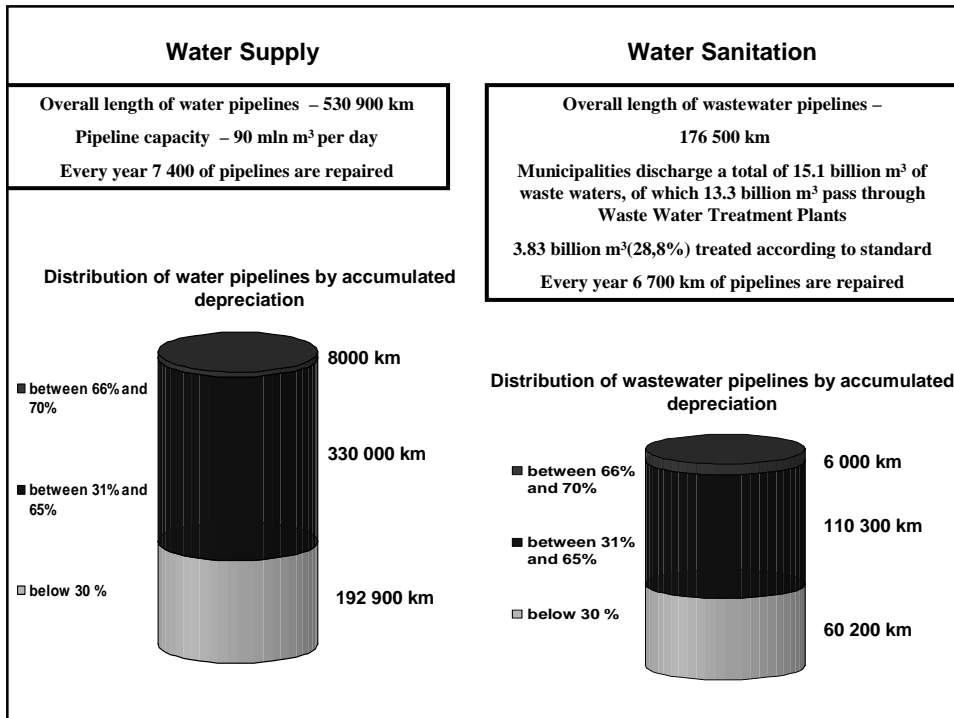 Water Supply
Overall length of water pipelines – 530 900 km
Pipeline capacity – 90 mln m³ per day
Every year 7 400 of pipelines are repaired
Distribution of water pipelines by accumulated
depreciation
between 66% and
70%
between 31% and
65%
below 30 %
8000 km
330 000 km
192 900 km
Water Sanitation
Overall length of wastewater pipelines –
176 500 km
Municipalities discharge a total of 15.1 billion m³ of
waste waters, of which 13.3 billion m³ pass through
Waste Water Treatment Plants
3.83 billion m³(28,8%) treated according to standard
Every year 6 700 km of pipelines are repaired
Distribution of wastewater pipelines by accumulated
depreciation
between 66%
and 70%
between 31%
and 65%
below 30 %
6 000 km
110 300 km
60 200 km